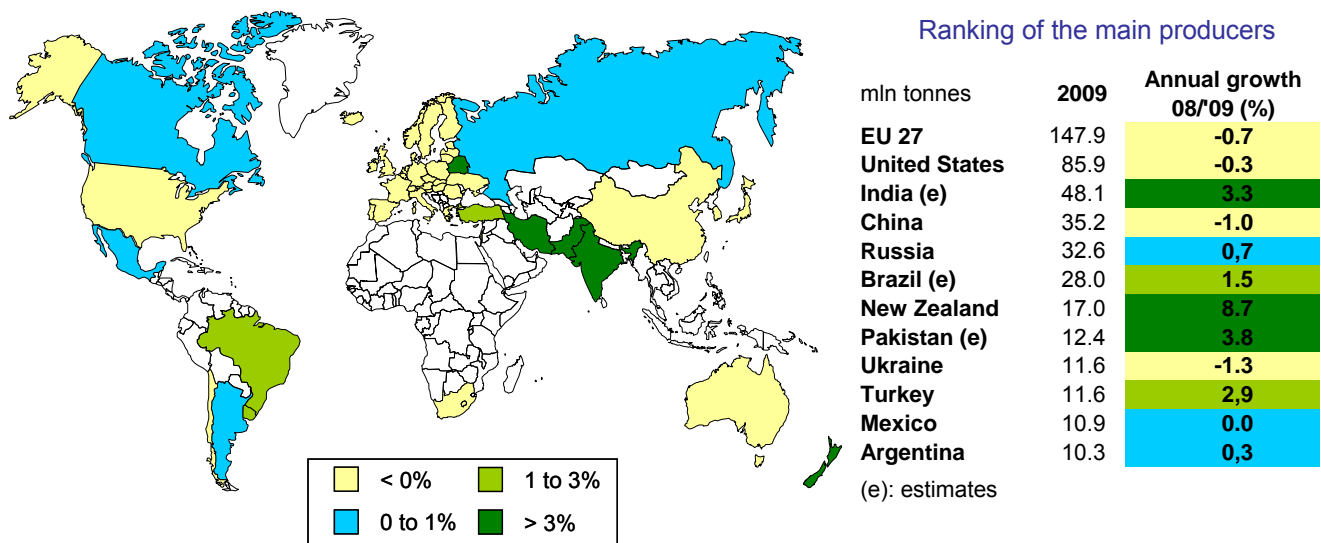 Ranking of the main producers
mln tonnes 2009 Annual growth 08/'09 (%)
EU 27 147.9 -0.7
United States 85.9 -0.3
India (e) 48.1 3.3
China 35.2 -1.0
Russia 32.6 0,7
Brazil (e) 28.0 1.5
New Zealand 17.0 8.7
Pakistan (e) 12.4 3.8
Ukraine 11.6 -1.3
Turkey 11.6 2,9
Mexico 10.9 0.0
Argentina 10.3 0,3
(e): estimates
< 0% 1 to 3%
0 to 1% > 3%